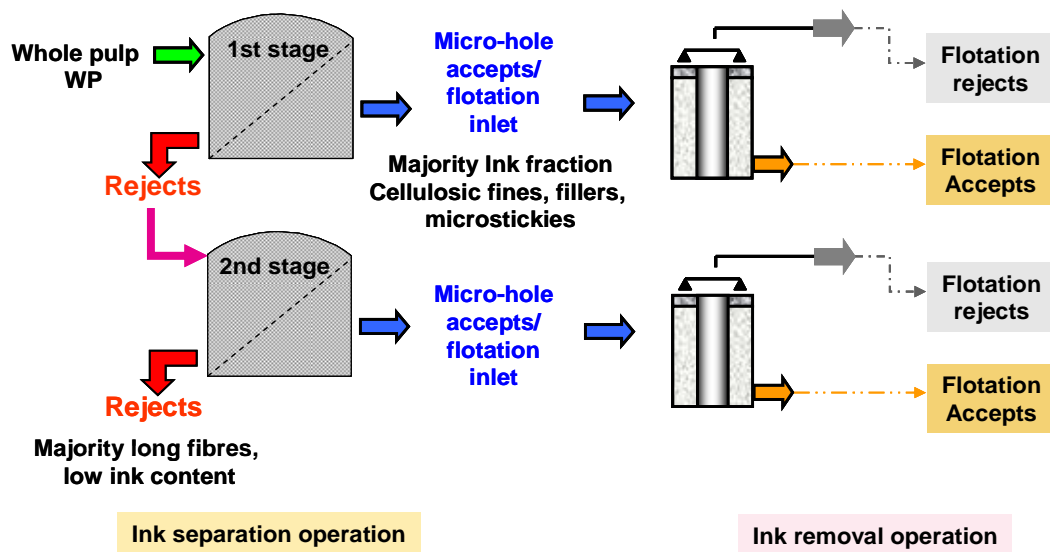 Whole pulp
WP
1st stage
Micro-hole
accepts/
flotation
inlet
Majority Ink fraction
Cellulosic fines, fillers,
microstickies
Flotation
rejects
Flotation
Accepts
Rejects
2nd stage
Micro-hole
accepts/
flotation
inlet
Flotation
rejects
Flotation
Accepts
Rejects
Majority long fibres,
low ink content
Ink separation operation
Ink removal operation